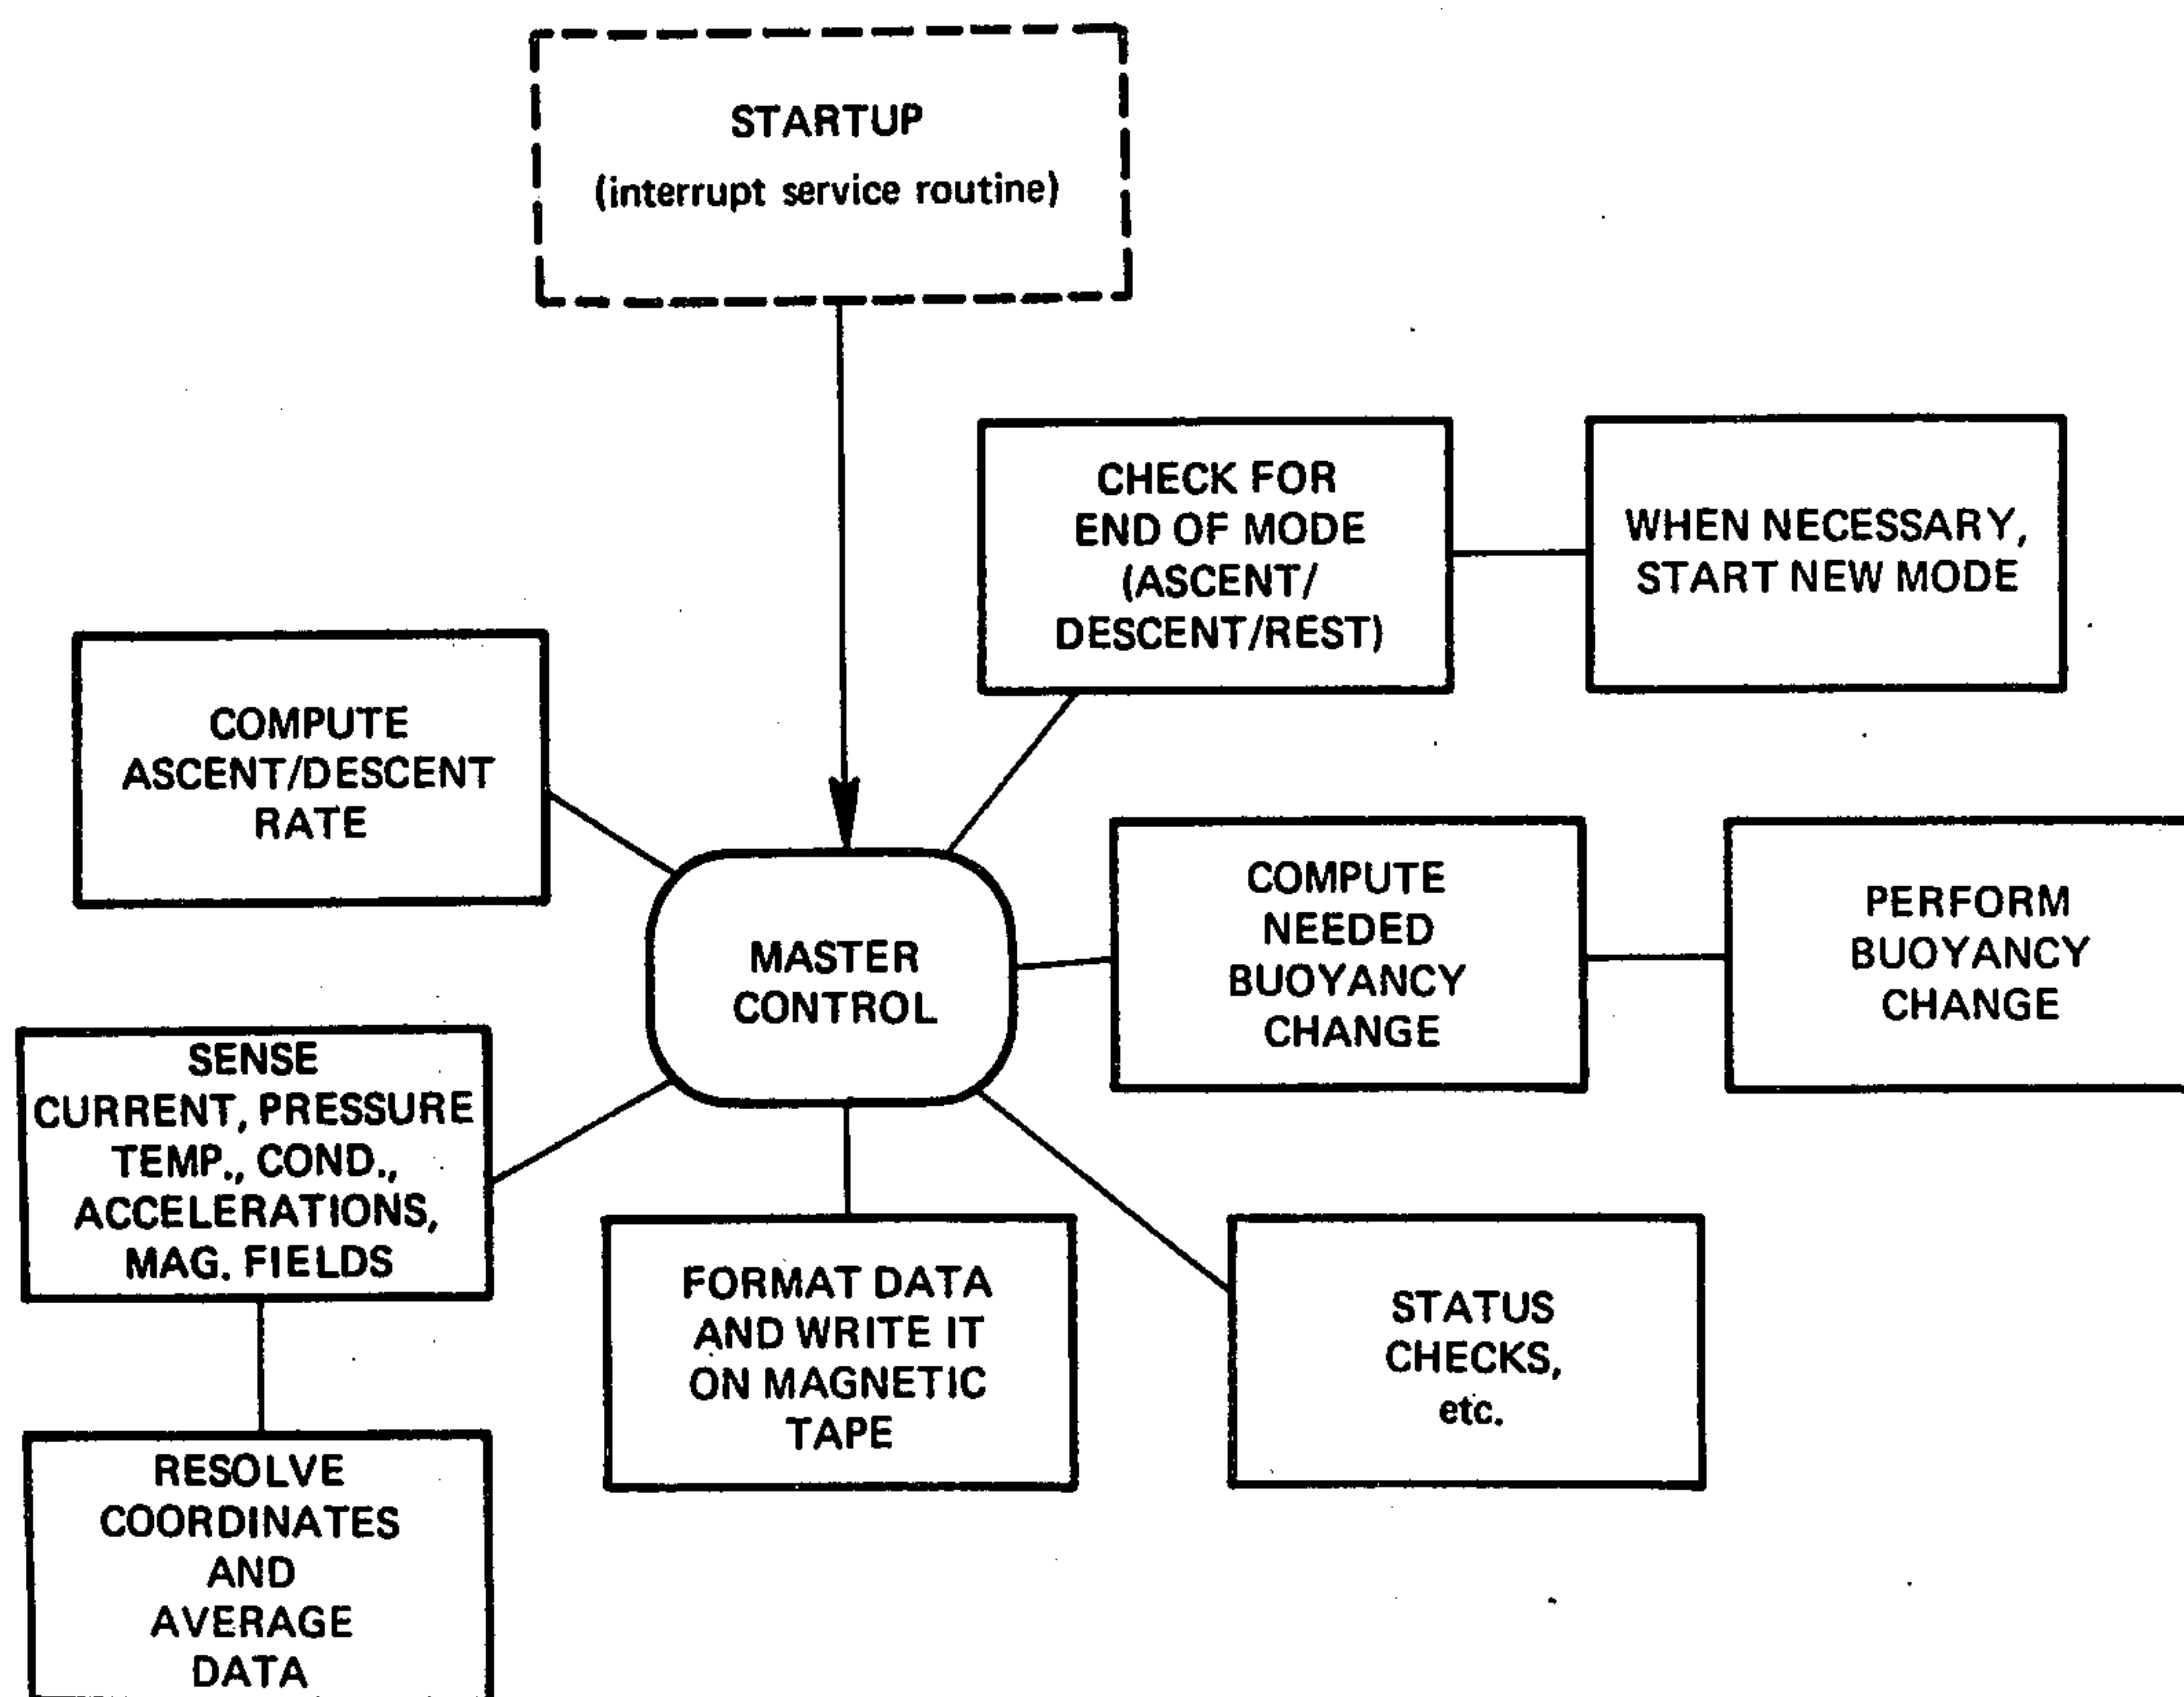 STARTUP
(interrupt service routine)
CHECK FOR
END OF MODE
(ASCENT/
DESCENT/REST)
WHEN NECESSARY,
START NEW MODE
COMPUTE
ASCENT/DESCENT
RATE
MASTER
CONTROL
COMPUTE
NEEDED
BUOYANCY
CHANGE
PERFORM
BUOYANCY
CHANGE
SENSE
CURRENT, PRESSURE
TEMP., COND.,
ACCELERATIONS,
MAG. FIELDS
FORMAT DATA
AND WRITE IT
ON MAGNETIC
TAPE
STATUS
CHECKS,
etc.
RESOLVE
COORDINATES
AND
AVERAGE
DATA